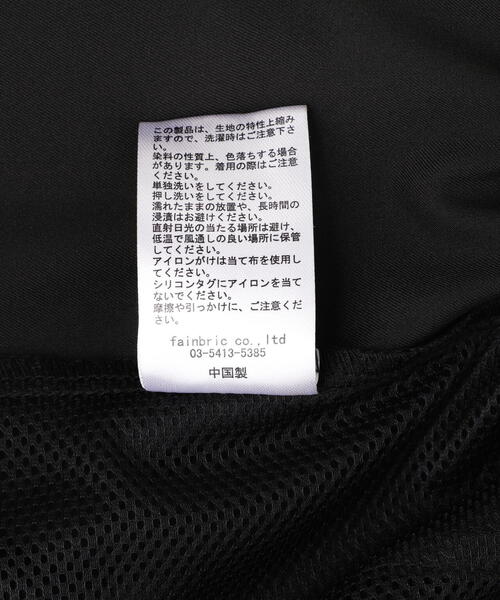 この製品は、生地の特性上縮み
ますので、洗濯時はご注意下さ
い。
染料の性質上、色落ちする場合
があります。着用の際はご注意
ください。
単独洗いをしてください。
押し洗いをしてください。
濡れたままの放置や、長時間の
浸漬はお避けください。
直射日光の当たる場所は避け、
低温で風通しの良い場所に保管
してください。
アイロンがけは当て布を使用し
てください。
シリコンタグにアイロンを当て
ないでください。
摩擦や引っかけに、ご注意くだ
さい。
fainbric co.,ltd
03-5413-5385
中国製